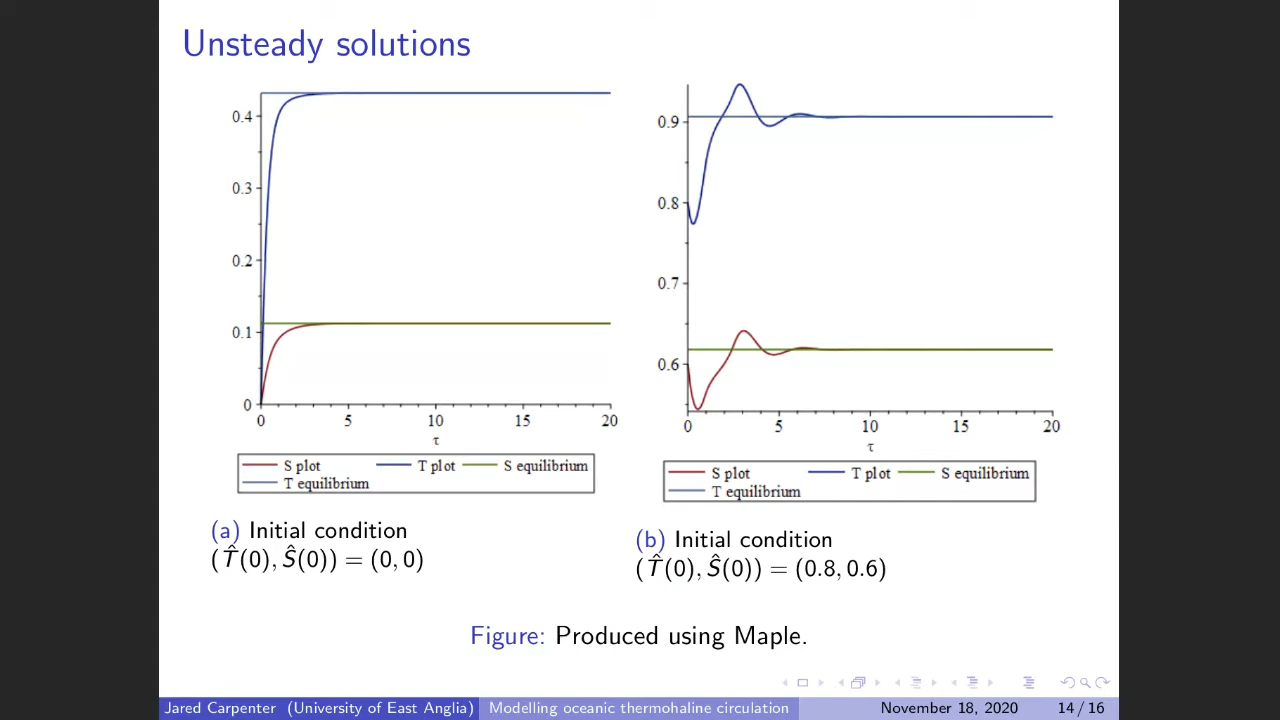 Unsteady solutions
0.4
0.3
0.2
0.1
0
0 5 10 15 20
τ
S plot T plot S equilibrium
T equilibrium
(a) Initial condition
(T̂(0), Ŝ(0)) = (0, 0)
0.9
0.8
0.7
0.6
0 5 10 15 20
τ
S plot T plot S equilibrium
T equilibrium
(b) Initial condition
(T̂(0), Ŝ(0)) = (0.8, 0.6)
Figure: Produced using Maple.
Jared Carpenter (University of East Anglia) Modelling oceanic thermohaline circulation November 18, 2020 14 / 16